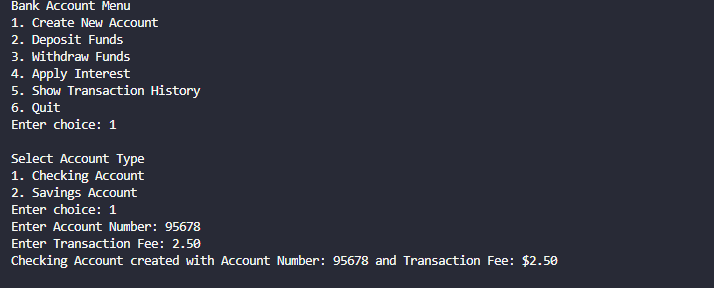 Bank Account Menu
1. Create New Account
2. Deposit Funds
3. Withdraw Funds
4. Apply Interest
5. Show Transaction History
6. Quit
Enter choice: 1
Select Account Type
1. Checking Account
2. Savings Account
Enter choice: 1
Enter Account Number: 95678
Enter Transaction Fee: 2.50
Checking Account created with Account Number: 95678 and Transaction Fee: $2.50